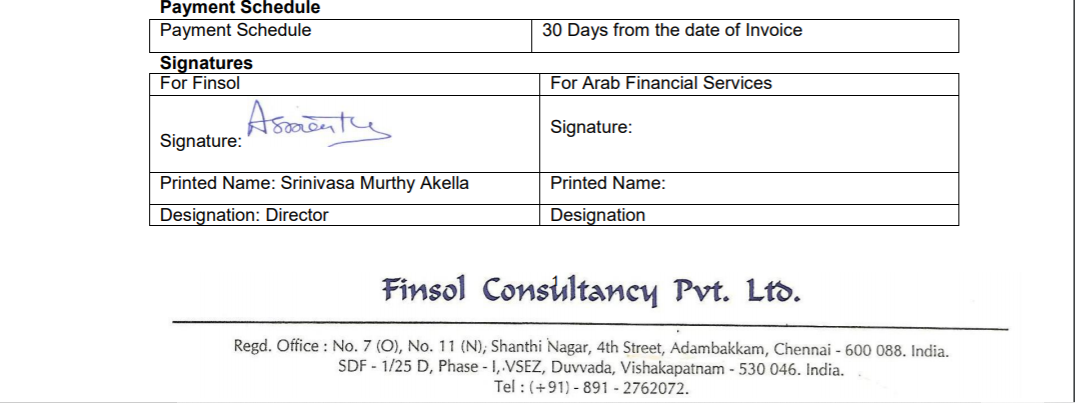 Payment Schedule
Payment Schedule 30 Days from the date of Invoice
Signatures
For Finsol For Arab Financial Services
Signature: Signature:
Printed Name: Srinivasa Murthy Akella Printed Name:
Designation: Director Designation
Finsol Consultancy Pvt. Ltd.
Regd. Office : No. 7 (O), No. 11 (N), Shanthi Nagar, 4th Street, Adambakkam, Chennai - 600 088. India.
SDF - 1/25 D, Phase - I, VSEZ, Duvvada, Vishakapatnam - 530 046. India.
Tel : (+91) - 891 - 2762072.